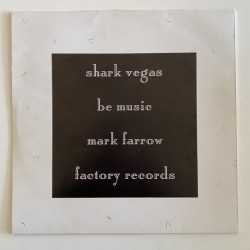 shark vegas
be music
mark farrow
factory records